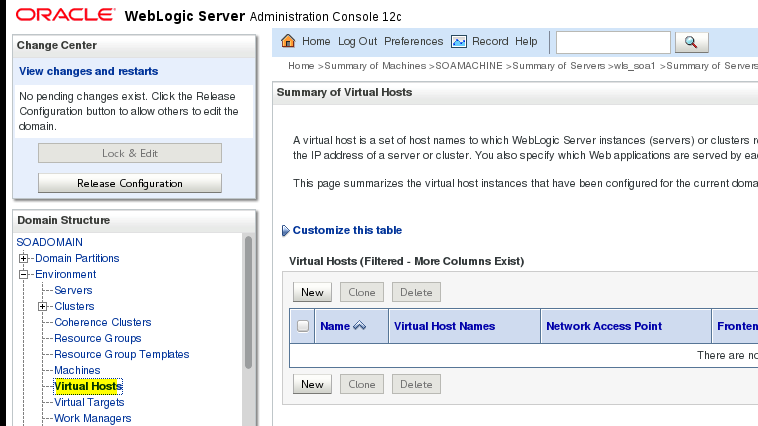 ORACLE WebLogic Server Administration Console 12c
Change Center
View changes and restarts
No pending changes exist. Click the Release
Configuration button to allow others to edit the
domain.
Lock & Edit
Release Configuration
Domain Structure
SOADOMAIN
Domain Partitions
Environment
Servers
Clusters
Coherence Clusters
Resource Groups
Resource Group Templates
Machines
Virtual Hosts
Virtual Targets
Work Managers
Home Log Out Preferences Record Help
Home >Summary of Machines >SOAMACHINE >Summary of Servers >wls_soa1 >Summary of Servers
Summary of Virtual Hosts
A virtual host is a set of host names to which WebLogic Server instances (servers) or clusters
the IP address of a server or cluster. You also specify which Web applications are served by
This page summarizes the virtual host instances that have been configured for the current
Customize this table
Virtual Hosts (Filtered - More Columns Exist)
New Clone Delete
Name Virtual Host Names Network Access Point
There are
New Clone Delete